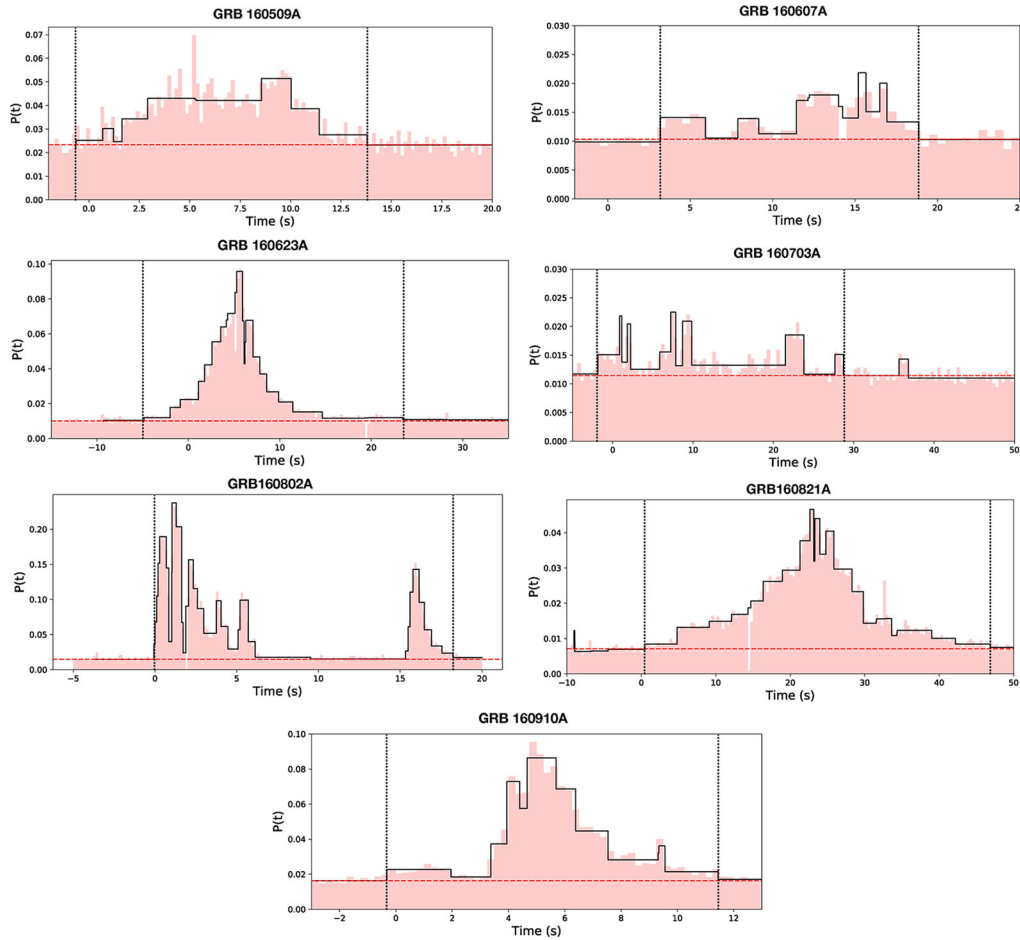 GRB 160509A
0.07
0.06
0.05
0.04
0.03
0.02
0.01
0.00
P(t)
0.0 2.5 5.0 7.5 10.0 12.5 15.0 17.5 20.0
Time (s)
GRB 160607A
0.030
0.025
0.020
0.015
0.010
0.005
0.000
P(t)
0 5 10 15 20 25
Time (s)
GRB 160623A
0.10
0.08
0.06
0.04
0.02
0.00
P(t)
−10 0 10 20 30
Time (s)
GRB 160703A
0.030
0.025
0.020
0.015
0.010
0.005
0.000
P(t)
0 10 20 30 40 50
Time (s)
GRB160802A
0.20
0.15
0.10
0.05
0.00
P(t)
−5 0 5 10 15 20
Time (s)
GRB160821A
0.04
0.03
0.02
0.01
0.00
P(t)
−10 0 10 20 30 40 50
Time (s)
GRB 160910A
0.10
0.08
0.06
0.04
0.02
0.00
P(t)
−2 0 2 4 6 8 10 12
Time (s)